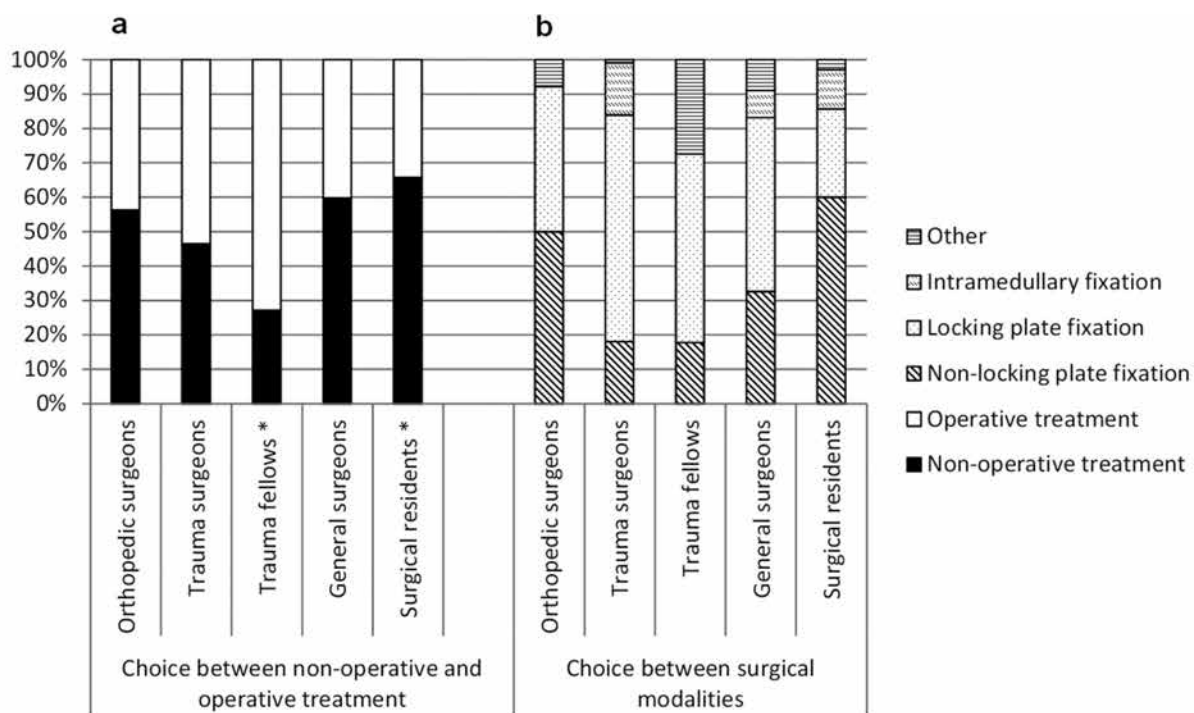 a
b
100%
90%
80%
70%
60%
50%
40%
30%
20%
10%
0%
Orthopedic surgeons
Trauma surgeons
Trauma fellows *
General surgeons
Surgical residents *
Orthopedic surgeons
Trauma surgeons
Trauma fellows
General surgeons
Surgical residents
Choice between non-operative and
operative treatment
Choice between surgical
modalities
Other
Intramedullary fixation
Locking plate fixation
Non-locking plate fixation
Operative treatment
Non-operative treatment